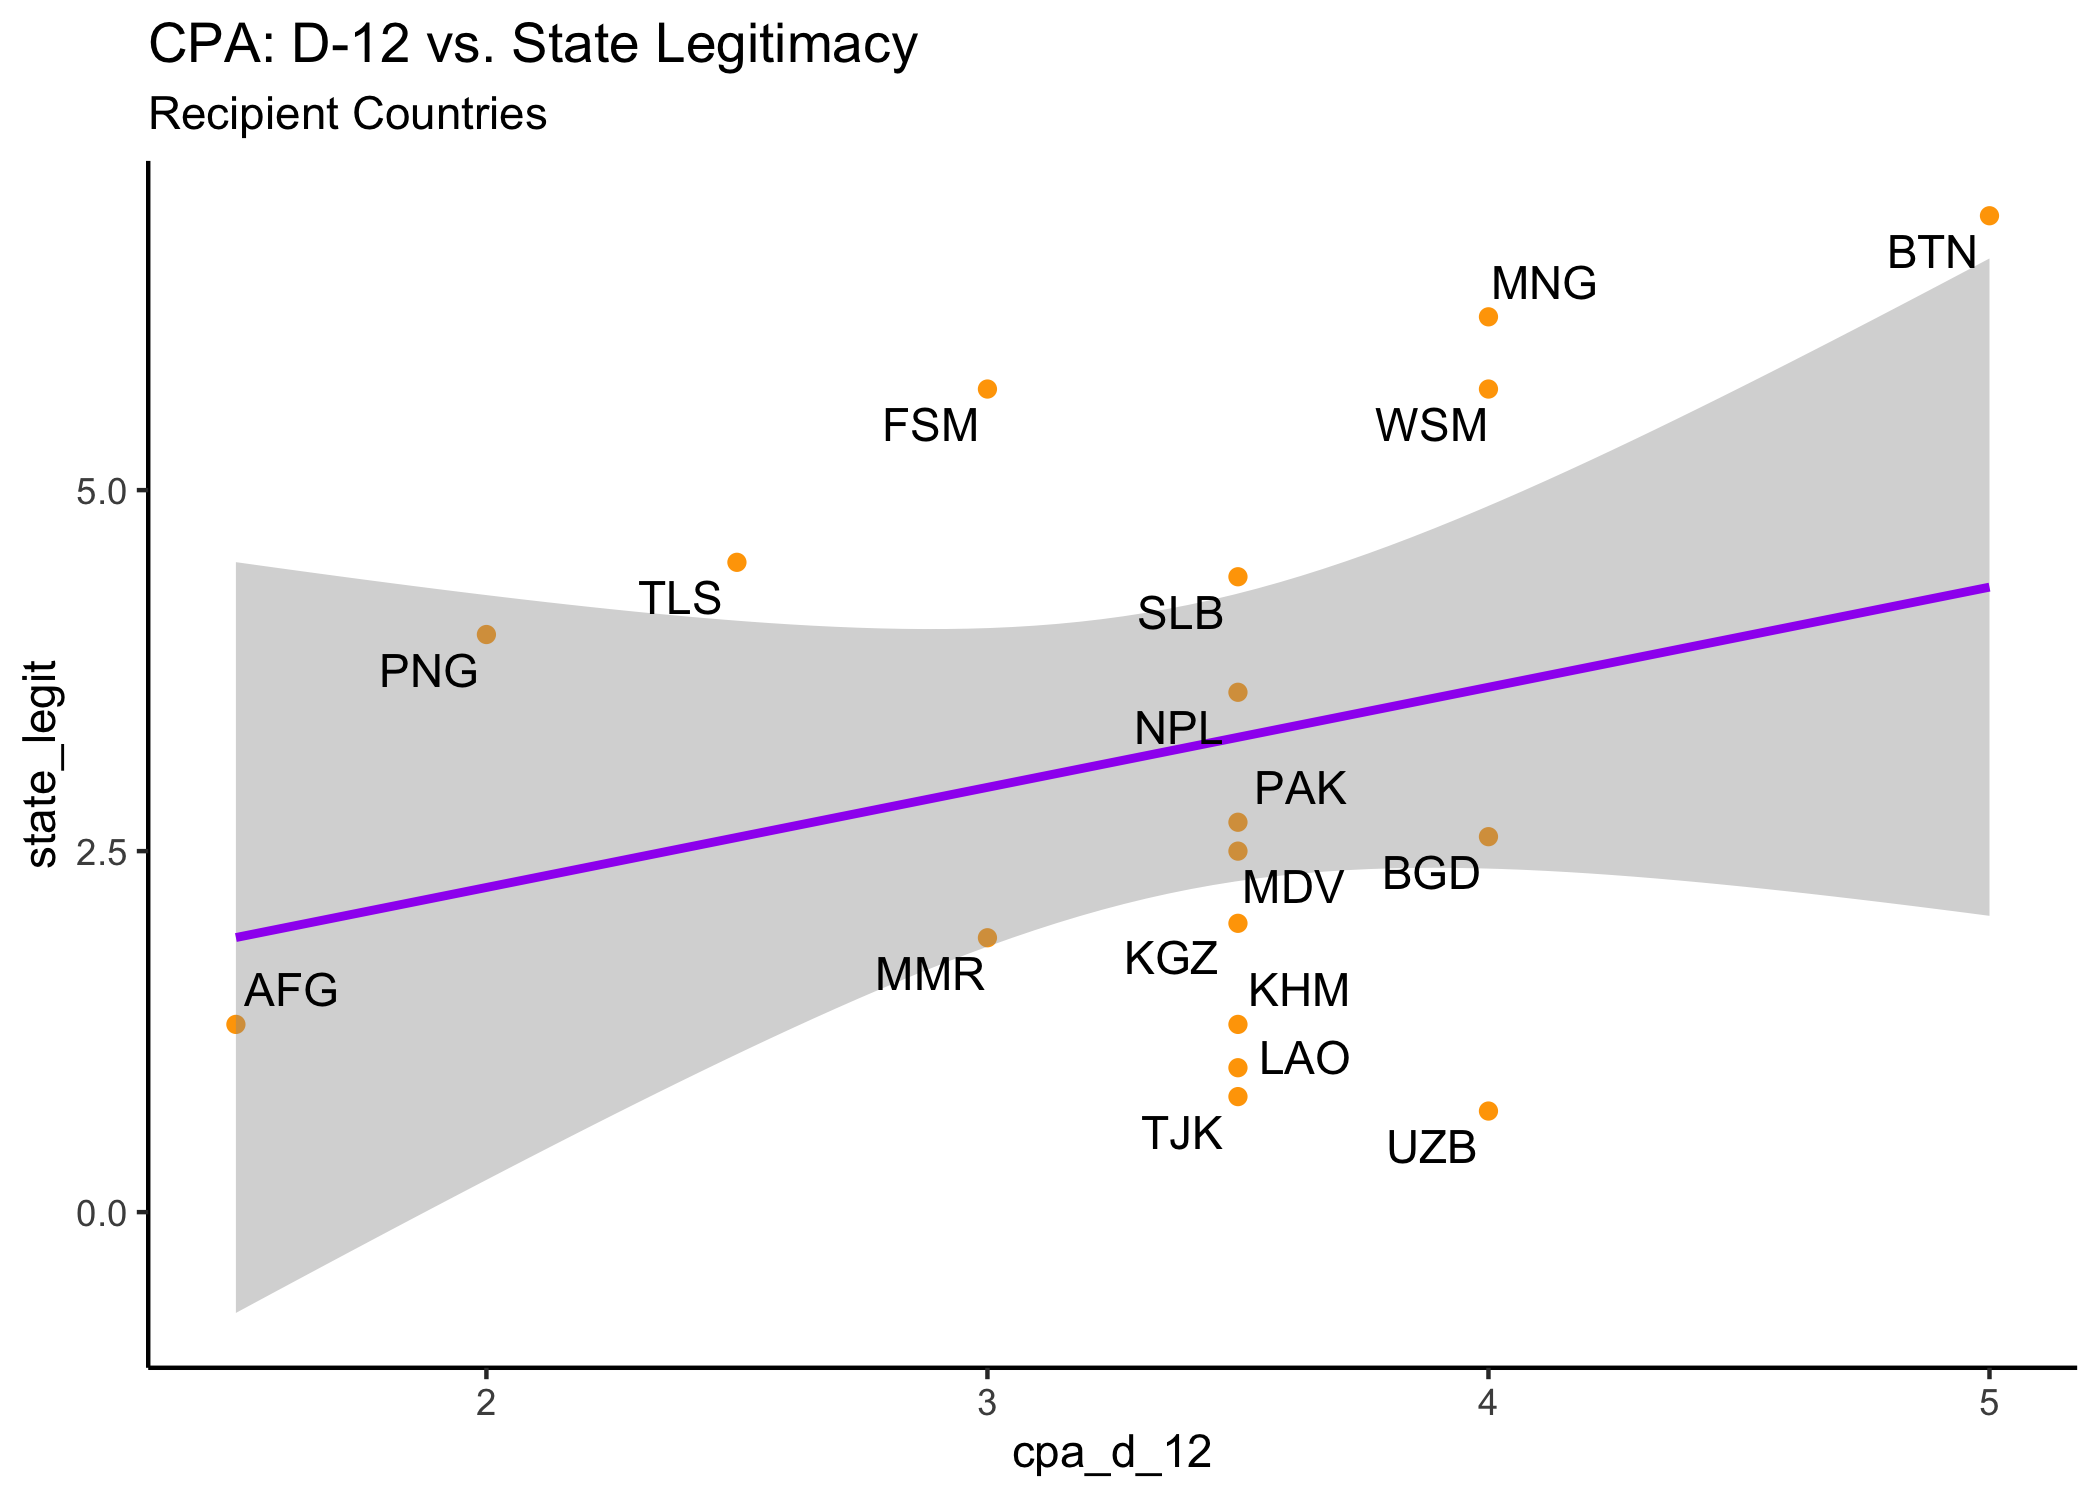 CPA: D-12 vs. State Legitimacy
Recipient Countries
BTN
MNG
FSM
WSM
5.0
TLS
SLB
PNG
NPL
state_legit
PAK
2.5
BGD
MDV
KGZ
MMR
AFG
KHM
LAO
TJK
UZB
0.0
2
3
4
5
cpa_d_12